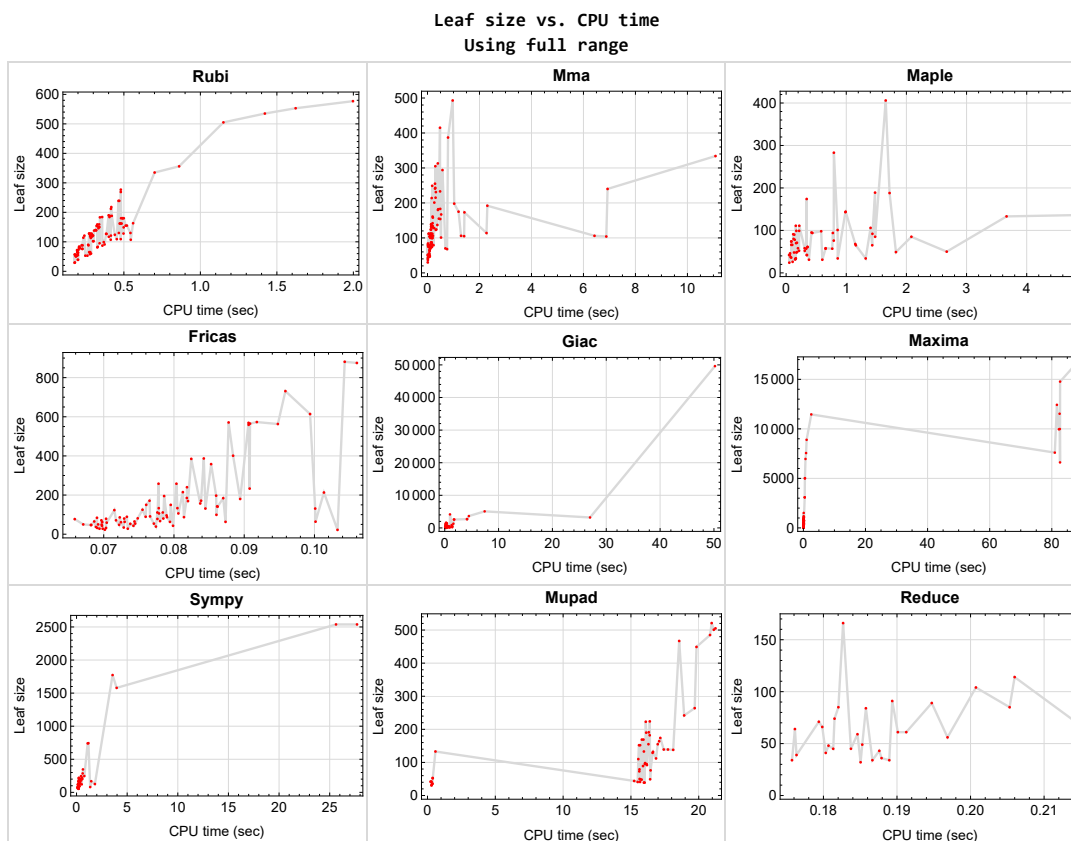 Leaf size vs. CPU time
Using full range
Rubi
Leaf size
600
500
400
300
200
100
0
0.5 1.0 1.5 2.0
CPU time (sec)
Mma
Leaf size
500
400
300
200
100
0
0 2 4 6 8 10
CPU time (sec)
Maple
Leaf size
400
300
200
100
0
0 1 2 3 4
CPU time (sec)
Fricas
Leaf size
800
600
400
200
0
0.07 0.08 0.09 0.10
CPU time (sec)
Giac
Leaf size
50 000
40 000
30 000
20 000
10 000
0
0 10 20 30 40 50
CPU time (sec)
Maxima
Leaf size
15 000
10 000
5000
0
0 20 40 60 80
CPU time (sec)
Sympy
Leaf size
2500
2000
1500
1000
500
0
0 5 10 15 20 25
CPU time (sec)
Mupad
Leaf size
500
400
300
200
100
0
0 5 10 15 20
CPU time (sec)
Reduce
Leaf size
150
100
50
0
0.18 0.19 0.20 0.21
CPU time (sec)